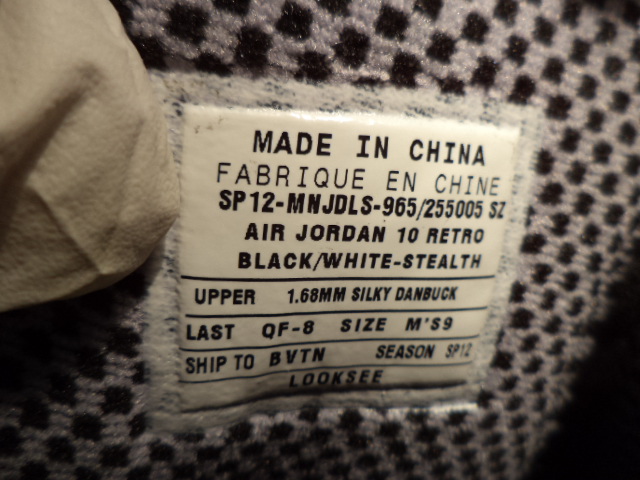 MADE IN CHINA
FABRIQUE EN CHINE
SP12-MNJDLS-965/255005 SZ
AIR JORDAN 10 RETRO
BLACK/WHITE-STEALTH
UPPER 1.68MM SILKY DANBUCK
LAST QF-8 SIZE M'S9
SHIP TO BVTN SEASON SP12
LOOKSEE